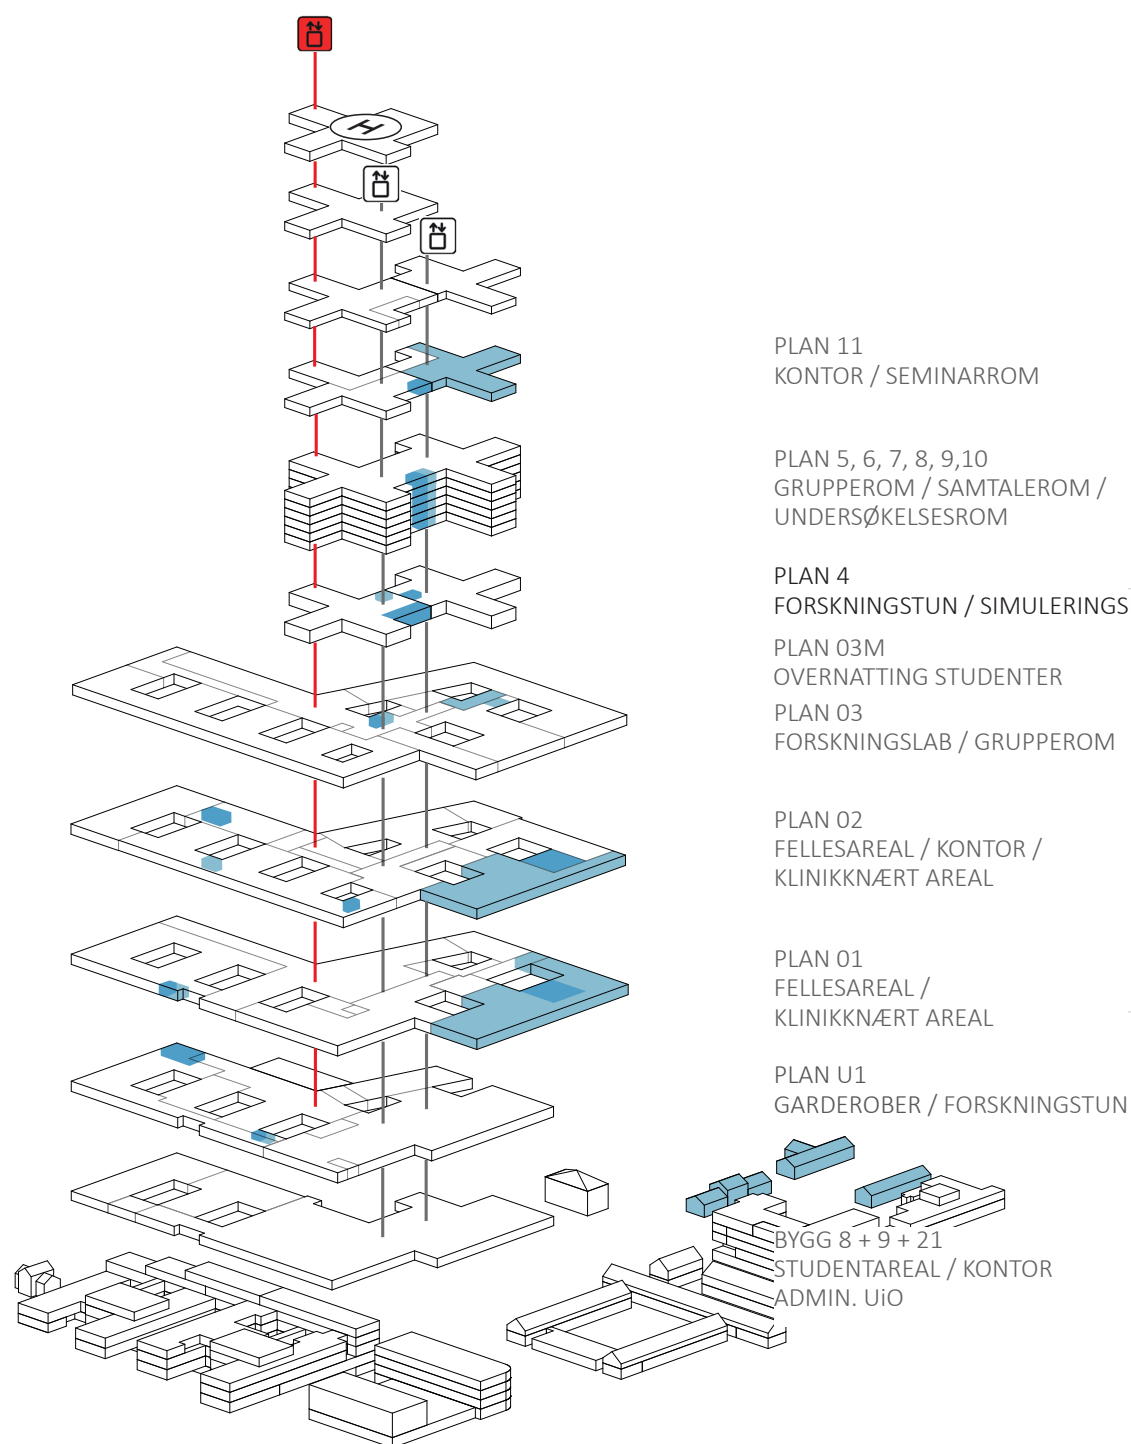 H
PLAN 11
KONTOR / SEMINARROM
PLAN 5, 6, 7, 8, 9,10
GRUPPEROM / SAMTALEROM /
UNDERSØKELSESROM
PLAN 4
FORSKNINGSTUN / SIMULERINGS
PLAN 03M
OVERNATTING STUDENTER
PLAN 03
FORSKNINGSLAB / GRUPPEROM
PLAN 02
FELLESAREAL / KONTOR /
KLINIKKNÆRT AREAL
PLAN 01
FELLESAREAL /
KLINIKKNÆRT AREAL
PLAN U1
GARDEROBER / FORSKNINGSTUN
BYGG 8 + 9 + 21
STUDENTAREAL / KONTOR
ADMIN. UiO